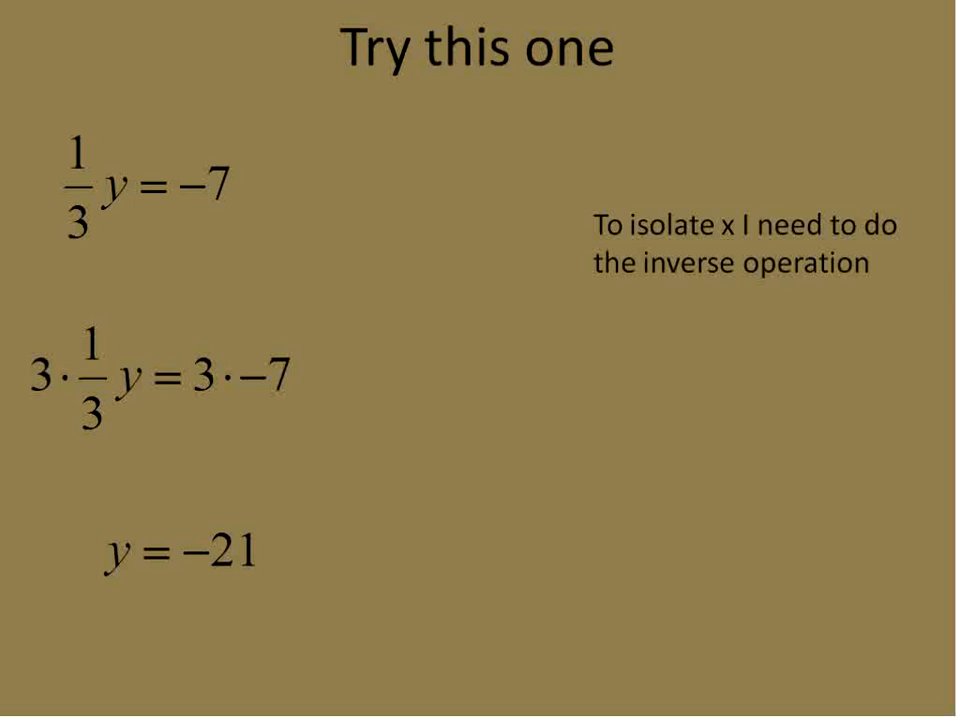 Try this one
1/3 y = −7
To isolate x I need to do
the inverse operation
3 · 1/3 y = 3 · −7
y = −21